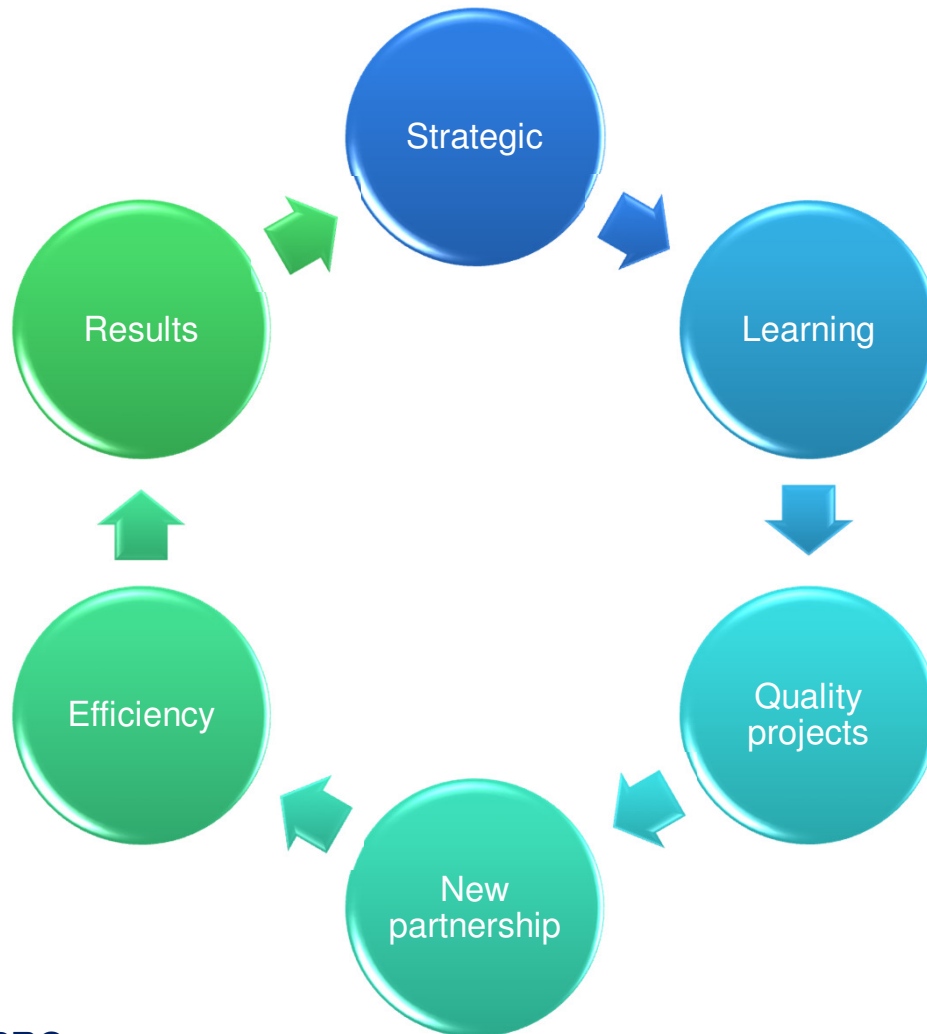 Strategic
Learning
Quality
projects
New
partnership
Efficiency
Results